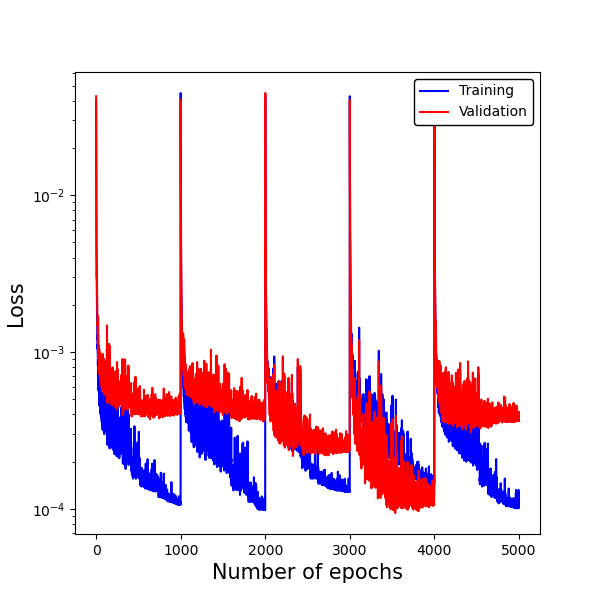 Training
Validation
Loss
10⁻²
10⁻³
10⁻⁴
0 1000 2000 3000 4000 5000
Number of epochs